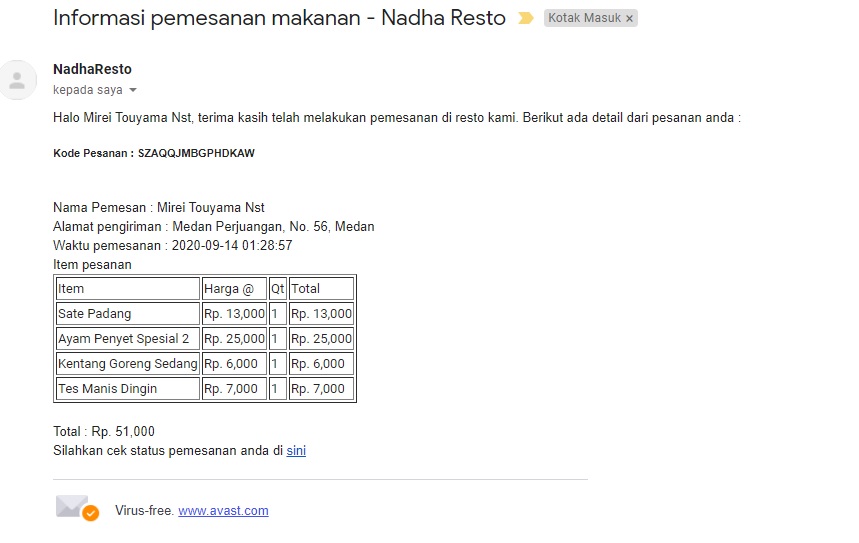 Informasi pemesanan makanan - Nadha Resto Kotak Masuk ×
NadhaResto
kepada saya
Halo Mirei Touyama Nst, terima kasih telah melakukan pemesanan di resto kami. Berikut ada detail dari pesanan anda :
Kode Pesanan : SZAQQJMBGPHDKAW
Nama Pemesan : Mirei Touyama Nst
Alamat pengiriman : Medan Perjuangan, No. 56, Medan
Waktu pemesanan : 2020-09-14 01:28:57
Item pesanan
Item Harga @ Qt Total
Sate Padang Rp. 13,000 1 Rp. 13,000
Ayam Penyet Spesial 2 Rp. 25,000 1 Rp. 25,000
Kentang Goreng Sedang Rp. 6,000 1 Rp. 6,000
Tes Manis Dingin Rp. 7,000 1 Rp. 7,000
Total : Rp. 51,000
Silahkan cek status pemesanan anda di sini
Virus-free. www.avast.com